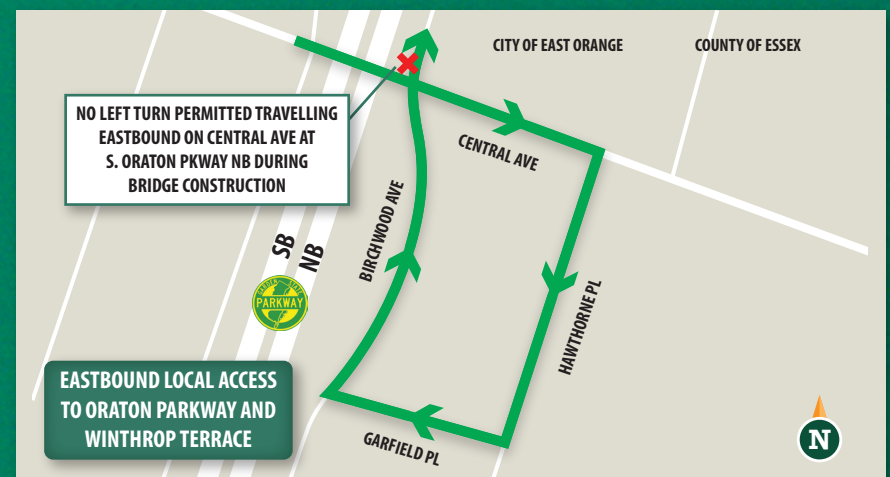 CITY OF EAST ORANGE
COUNTY OF ESSEX
NO LEFT TURN PERMITTED TRAVELLING
EASTBOUND ON CENTRAL AVE AT
S. ORATON PKWAY NB DURING
BRIDGE CONSTRUCTION
CENTRAL AVE
BIRCHWOOD AVE
SB
NB
GARDEN STATE
PARKWAY
HAWTHORNE PL
EASTBOUND LOCAL ACCESS
TO ORATON PARKWAY AND
WINTHROP TERRACE
GARFIELD PL
N